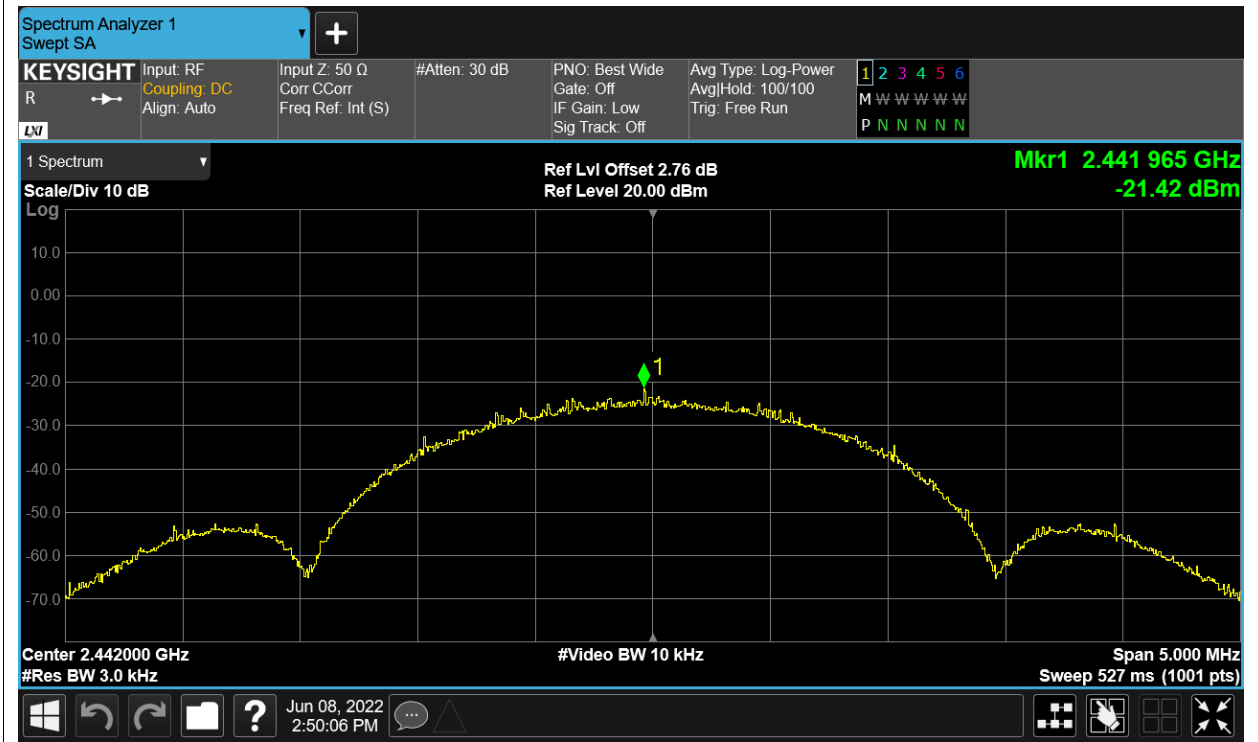 Spectrum Analyzer 1
Swept SA
+
KEYSIGHT Input: RF Input Z: 50 Ω #Atten: 30 dB PNO: Best Wide Avg Type: Log-Power 1 2 3 4 5 6
R Coupling: DC Corr CCorr Gate: Off Avg|Hold: 100/100 M W W W W W
Align: Auto Freq Ref: Int (S) IF Gain: Low Trig: Free Run
LXI Sig Track: Off P N N N N N N
1 Spectrum Ref Lvl Offset 2.76 dB Mkr1 2.441 965 GHz
Scale/Div 10 dB Ref Level 20.00 dBm -21.42 dBm
Log
10.0
0.00
-10.0
1
-20.0
-30.0
-40.0
-50.0
-60.0
-70.0
Center 2.442000 GHz #Video BW 10 kHz Span 5.000 MHz
#Res BW 3.0 kHz Sweep 527 ms (1001 pts)
? Jun 08, 2022
2:50:06 PM